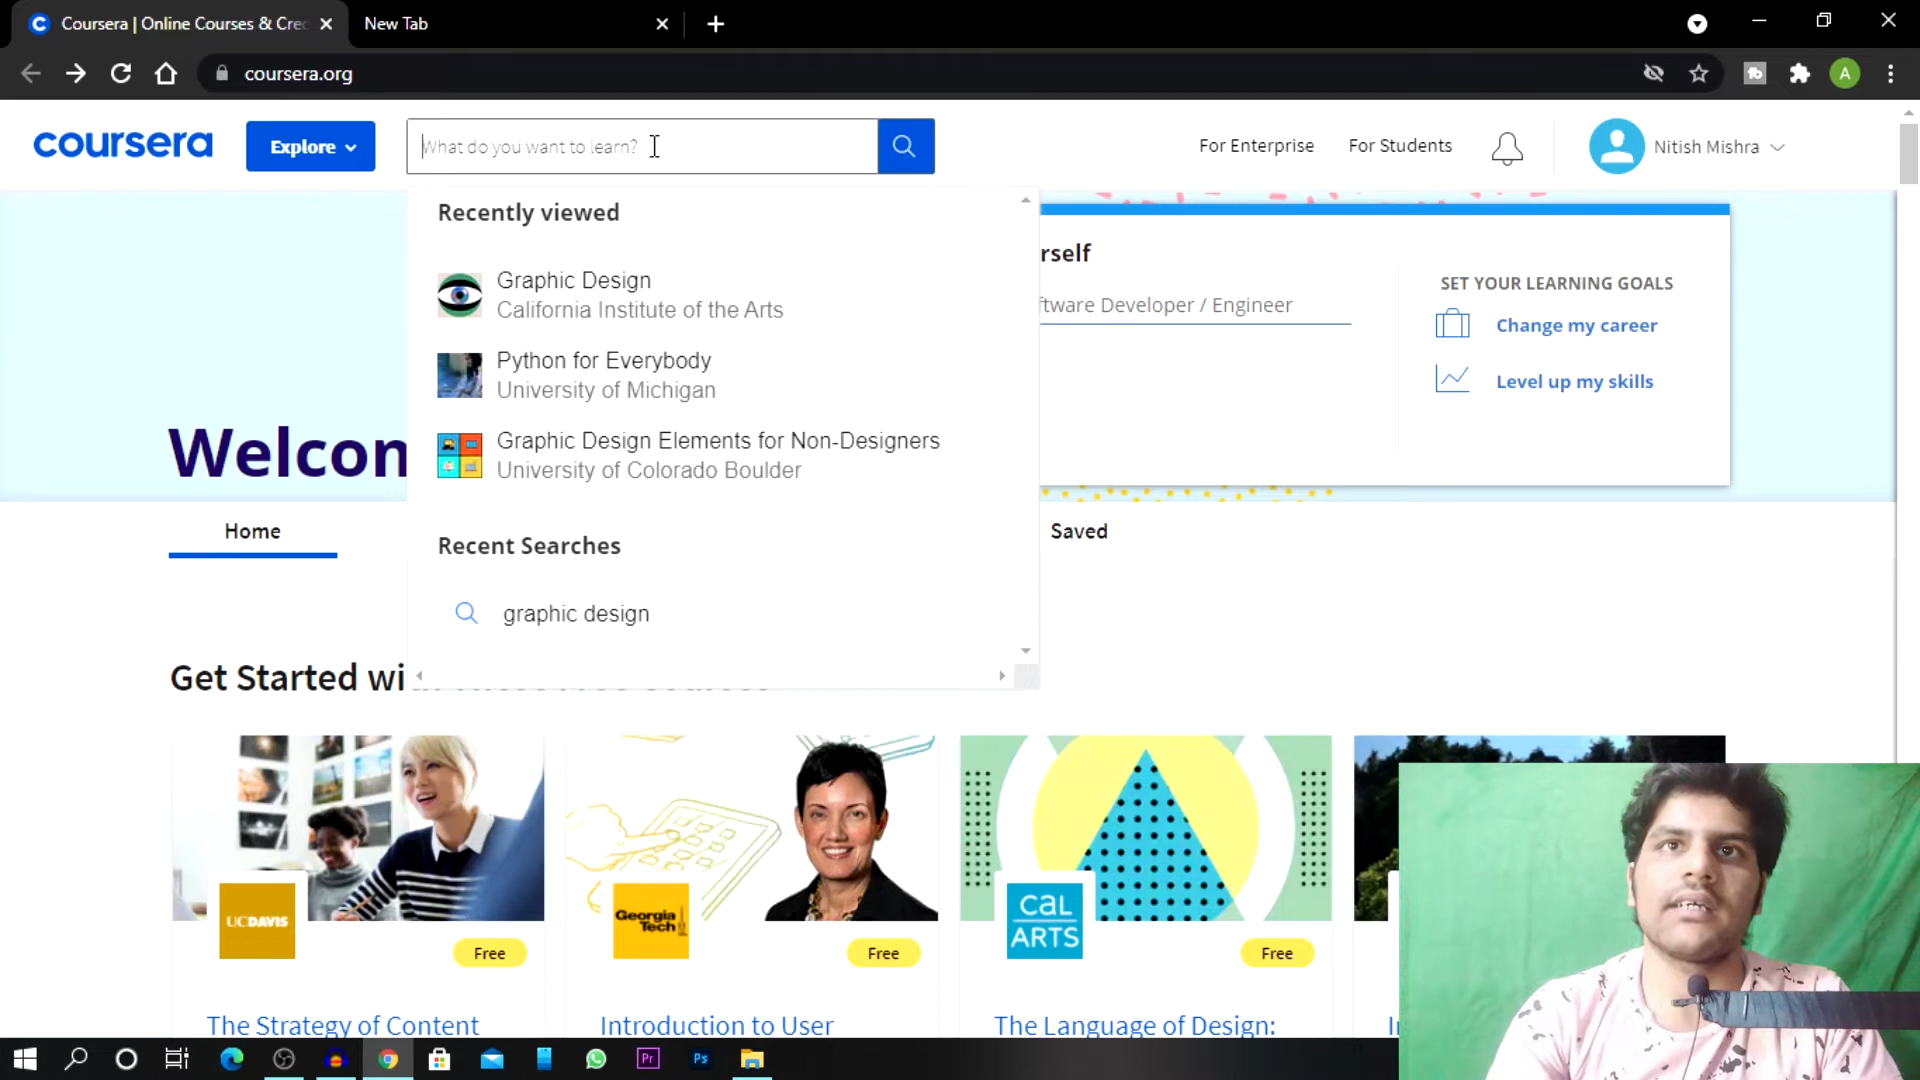 Coursera | Online Courses & Cre
New Tab
coursera.org
A
coursera
Explore
What do you want to learn?
For Enterprise
For Students
Nitish Mishra
Recently viewed
Graphic Design
California Institute of the Arts
Python for Everybody
University of Michigan
Graphic Design Elements for Non-Designers
University of Colorado Boulder
Recent Searches
graphic design
rself
ftware Developer / Engineer
SET YOUR LEARNING GOALS
Change my career
Level up my skills
Welcon
Home
Saved
Get Started wi
UCDAVIS
Georgia
Tech
CAL
ARTS
Free
Free
Free
The Strategy of Content
Introduction to User
The Language of Design:
Pr
Ps